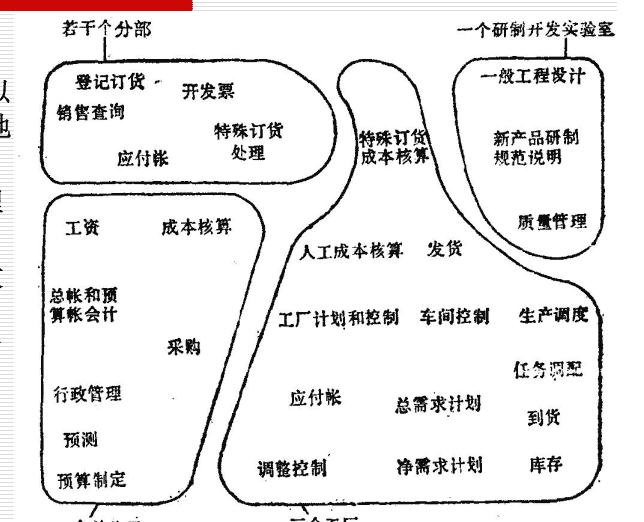 若干个分部
一个研制开发实验室
登记订货
开发票
销售查询
特殊订货
处理
应付帐
特殊订货
成本核算
一般工程设计
新产品研制
规范说明
质量管理
工资
成本核算
总帐和预
算帐会计
采购
行政管理
预测
预算制定
人工成本核算
发货
工厂计划和控制
车间控制
生产调度
任务调配
应付帐
总需求计划
到货
调整控制
净需求计划
库存